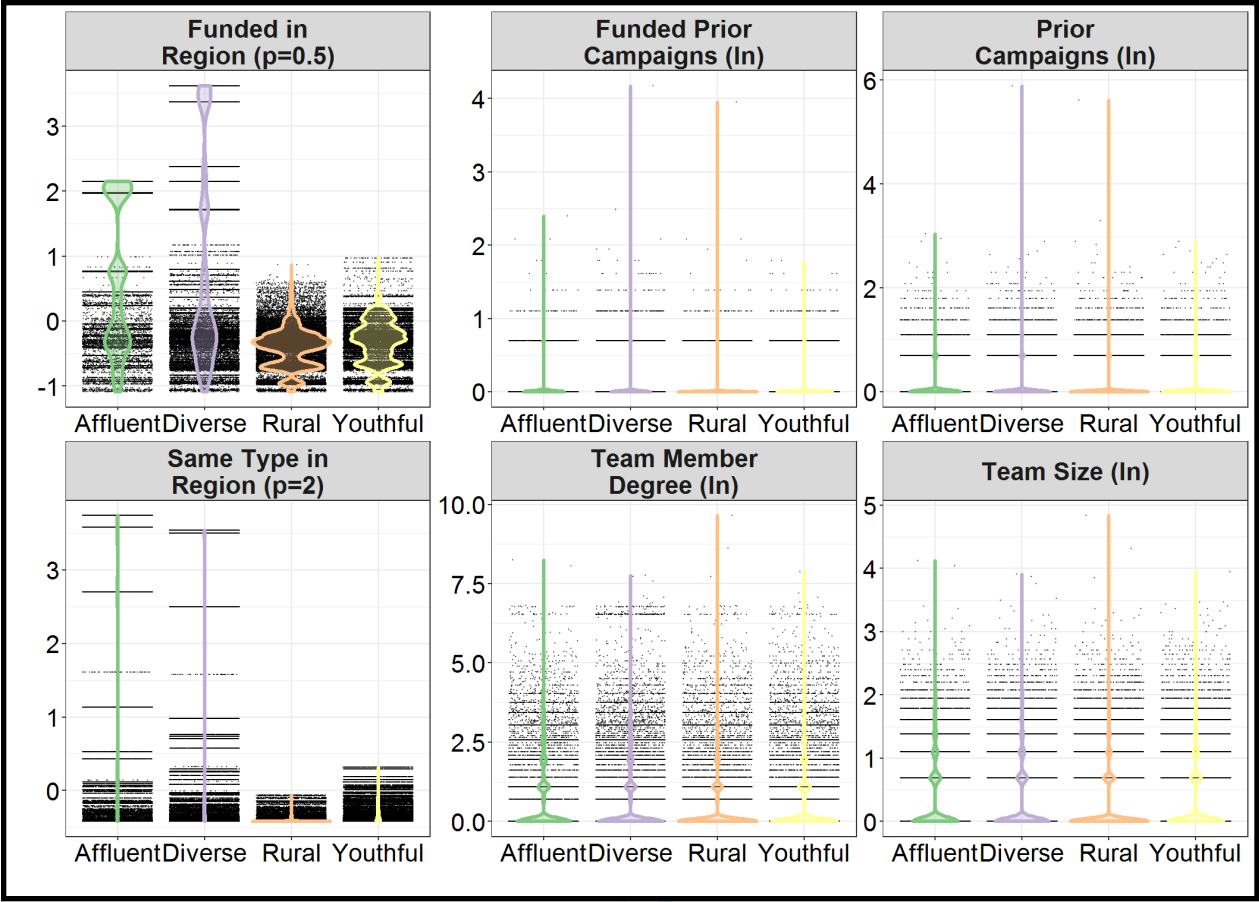 Funded in
Region (p=0.5)
3
2
1
0
-1
Affluent Diverse Rural Youthful
Funded Prior
Campaigns (ln)
4
3
2
1
0
Affluent Diverse Rural Youthful
Prior
Campaigns (ln)
6
4
2
0
Affluent Diverse Rural Youthful
Same Type in
Region (p=2)
3
2
1
0
Affluent Diverse Rural Youthful
Team Member
Degree (ln)
10.0
7.5
5.0
2.5
0.0
Affluent Diverse Rural Youthful
Team Size (ln)
5
4
3
2
1
0
Affluent Diverse Rural Youthful